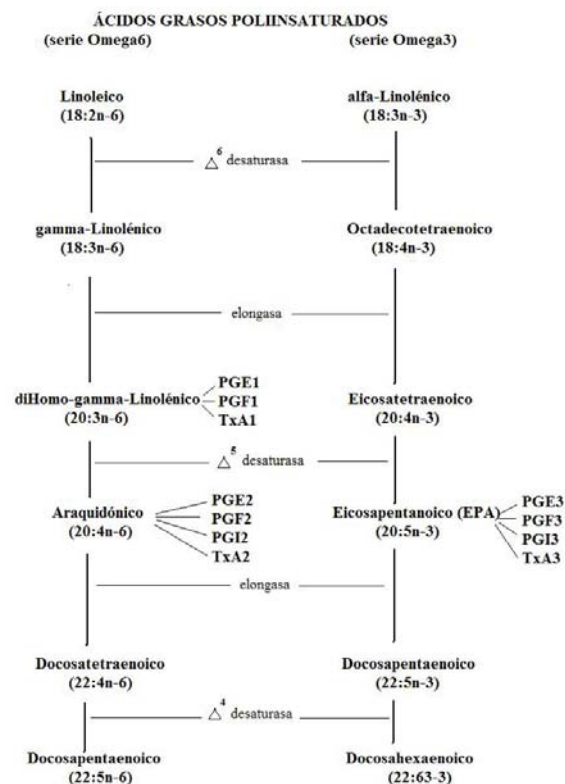 ÁCIDOS GRASOS POLIINSATURADOS
(serie Omega6) (serie Omega3)
Linoleico alfa-Linolénico
(18:2n-6) (18:3n-3)
△6 desaturasa
gamma-Linolénico Octadecotetraenoico
(18:3n-6) (18:4n-3)
elongasa
PGE1
diHomo-gamma-Linolénico PGF1 Eicosatetraenoico
(20:3n-6) TxA1 (20:4n-3)
△5 desaturasa
PGE2 PGE3
Araquidónico PGF2 Eicosapentanoico (EPA) PGF3
(20:4n-6) PGI2 (20:5n-3) PGI3
TxA2 TxA3
elongasa
Docosatetraenoico Docosapentaenoico
(22:4n-6) (22:5n-3)
△4 desaturasa
Docosapentaenoico Docosahexaenoico
(22:5n-6) (22:63-3)